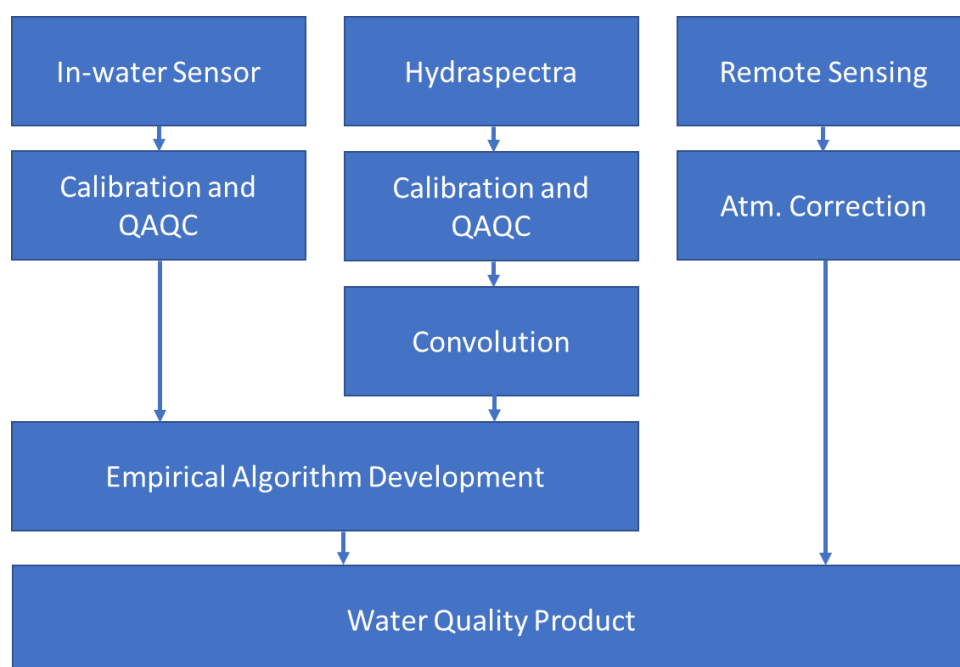 In-water Sensor
Hydraspectra
Remote Sensing
Calibration and
QAQC
Calibration and
QAQC
Atm. Correction
Convolution
Empirical Algorithm Development
Water Quality Product